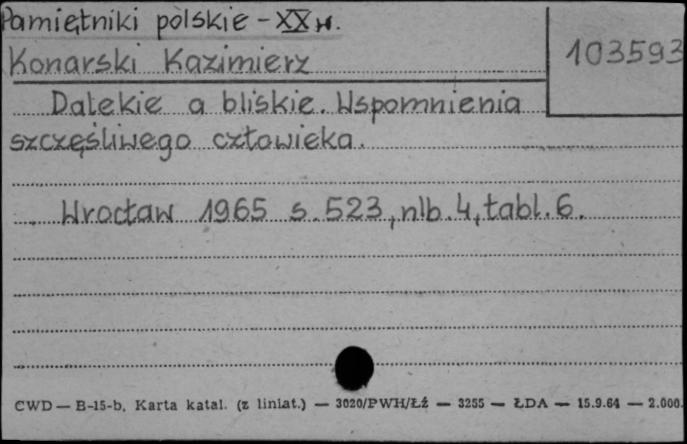 Pamiętniki polskie - XX w.
Konarski Kazimierz
103593
Dalekie a bliskie. Wspomnienia
szczęśliwego człowieka.
Wrocław 1965 s. 523, nlb. 4, tabl. 6.
CWD — B-15-b. Karta katal. (z liniat.) — 3020/PWH/Łź — 3255 — ŁDA — 15.9.64 — 2.000.